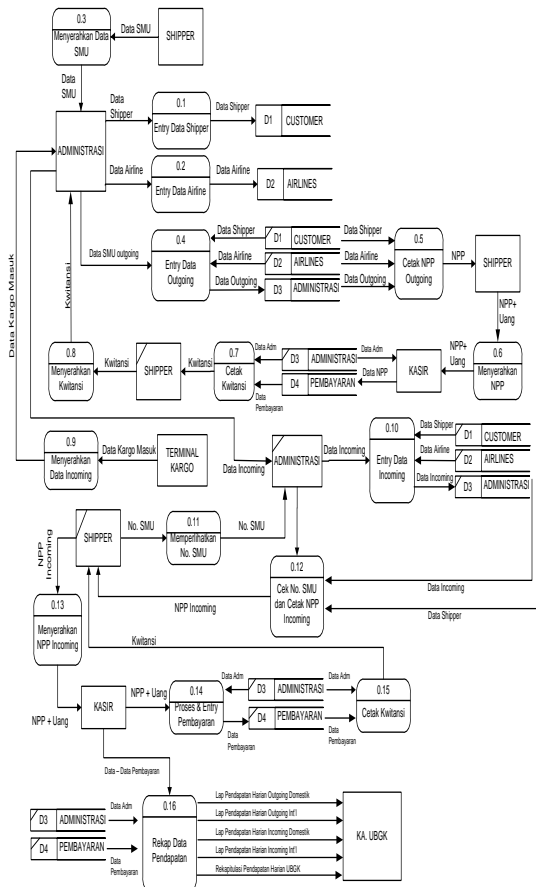 0.3
Menyerahkan Data
SMU
Data SMU
SHIPPER
Data
SMU
ADMINISTRASI
Data
Shipper
0.1
Entry Data Shipper
Data Shipper
D1 CUSTOMER
Data Airline
0.2
Entry Data Airline
Data Airline
D2 AIRLINES
Data SMU outgoing
0.4
Entry Data
Outgoing
Data Shipper
D1 CUSTOMER
Data Shipper
Data Airline
D2 AIRLINES
Data Airline
Data Outgoing
D3 ADMINISTRASI
Data Outgoing
0.5
Cetak NPP
Outgoing
NPP
SHIPPER
NPP+
Uang
0.6
Menyerahkan
NPP
NPP+
Uang
KASIR
Data Adm
Data NPP
D3 ADMINISTRASI
D4 PEMBAYARAN
Data Adm
Data
Pembayaran
0.7
Cetak
Kwitansi
Kwitansi
SHIPPER
Kwitansi
0.8
Menyerahkan
Kwitansi
Kwitansi
Data Kargo Masuk
0.9
Menyerahkan
Data Incoming
Data Kargo Masuk
TERMINAL
KARGO
Data Incoming
ADMINISTRASI
Data Incoming
0.10
Entry Data
Incoming
Data Shipper
D1 CUSTOMER
Data Airline
D2 AIRLINES
Data Incoming
D3 ADMINISTRASI
SHIPPER
No. SMU
0.11
Memperlihatkan
No. SMU
No. SMU
0.12
Cek No. SMU
dan Cetak NPP
Incoming
Data Incoming
Data Shipper
NPP Incoming
NPP
Incoming
0.13
Menyerahkan
NPP Incoming
Kwitansi
NPP + Uang
KASIR
NPP + Uang
0.14
Proses & Entry
Pembayaran
Data Adm
D3 ADMINISTRASI
Data Adm
D4 PEMBAYARAN
Data
Pembayaran
Data
Pembayaran
0.15
Cetak Kwitansi
Data – Data Pembayaran
0.16
Rekap Data
Pendapatan
D3 ADMINISTRASI
Data Adm
D4 PEMBAYARAN
Data
Pembayaran
Lap Pendapatan Harian Outgoing Domestik
Lap Pendapatan Harian Outgoing Int'l
Lap Pendapatan Harian Incoming Domestik
Lap Pendapatan Harian Incoming Int'l
Rekapitulasi Pendapatan Harian UBGK
KA. UBGK